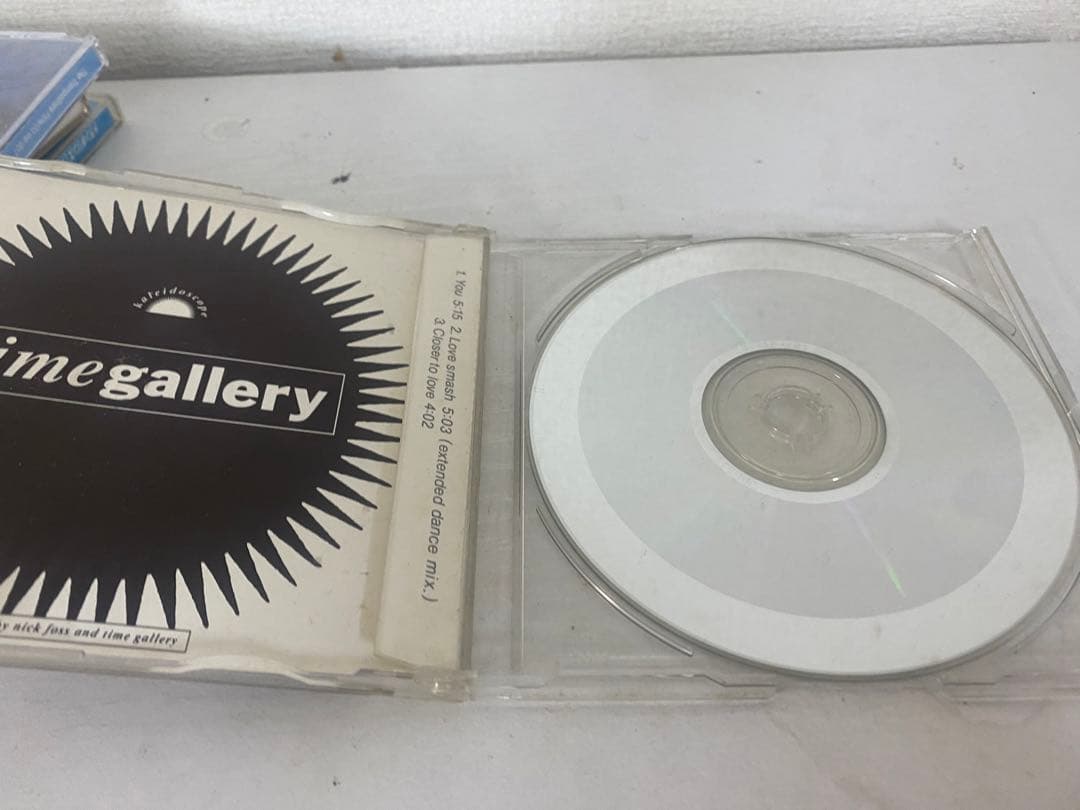 kaleidoscope
imegallery
y nick foss and time gallery
1. You 5:15 2. Love smash 5:03 (extended dance mix.)
3. Closer to love 4:02